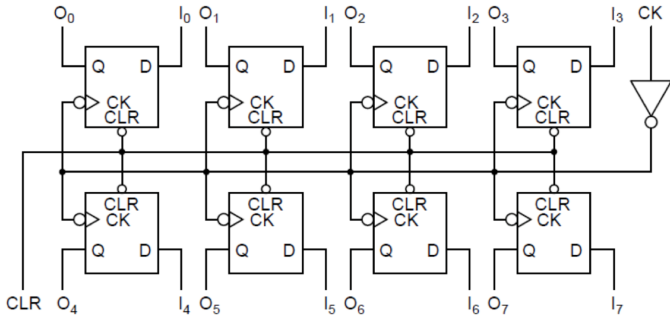 O0 I0 O1 I1 O2 I2 O3 I3 CK
Q D Q D Q D Q D
CK CK CK CK
CLR CLR CLR CLR
CLR CLR CLR CLR
CK CK CK CK
Q D Q D Q D Q D
CLR O4 I4 O5 I5 O6 I6 O7 I7